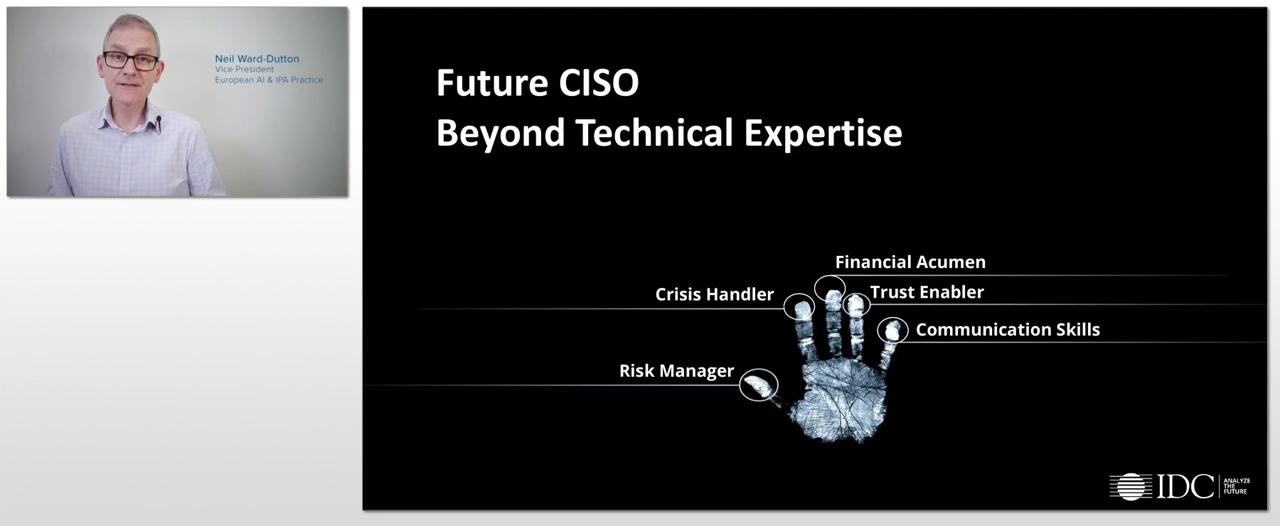 Neil Ward-Dutton
Vice President
European AI & IPA Practice
Future CISO
Beyond Technical Expertise
Financial Acumen
Crisis Handler
Trust Enabler
Communication Skills
Risk Manager
IDC
ANALYZE
THE
FUTURE